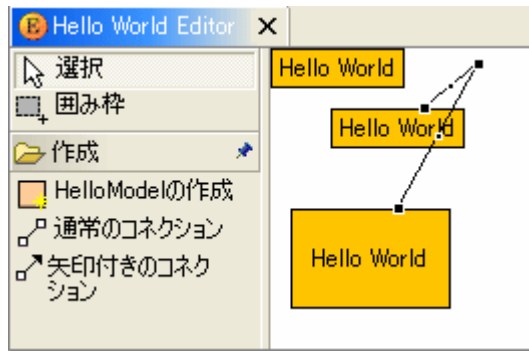 Hello World Editor
選択
囲み枠
作成
HelloModelの作成
通常のコネクション
矢印付きのコネク
ション
Hello World
Hello World
Hello World